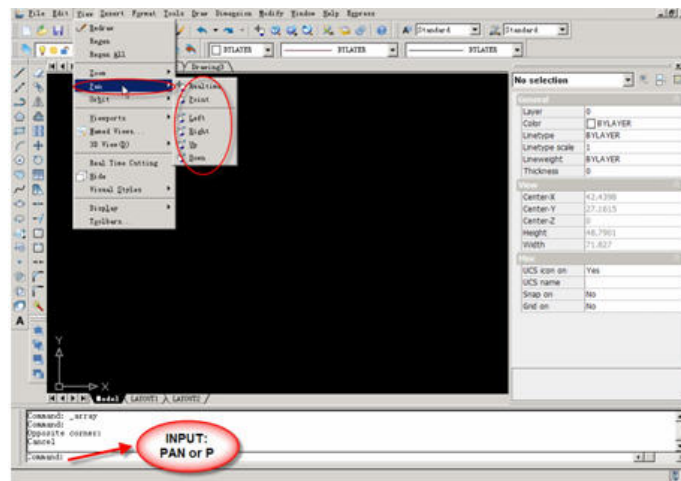 File Edit View Insert Format Tools Draw Dimension Modify Window Help Express
Redraw
Regen
Regen All
Standard
Standard
BYLAYER
BYLAYER
BYLAYER
Drawing3
Zoom
Pan
Realtime
Orbit
Point
Viewports
Left
Named Views...
Right
3D View(Q)
Up
Real Time Cutting
Down
Hide
Visual Styles
Display
Toolbars...
No selection
General
Layer 0
Color BYLAYER
Linetype BYLAYER
Linetype scale 1
Lineweight BYLAYER
Thickness 0
View
Center-X 42.4398
Center-Y 27.1615
Center-Z 0
Height 46.7901
Width 71.827
Misc
UCS icon on Yes
UCS name
Snap on No
Grid on No
A
Y
X
Model LAYOUT1 LAYOUT2
Command: _array
Command:
Opposite corner:
Cancel
Command:
INPUT:
PAN or P